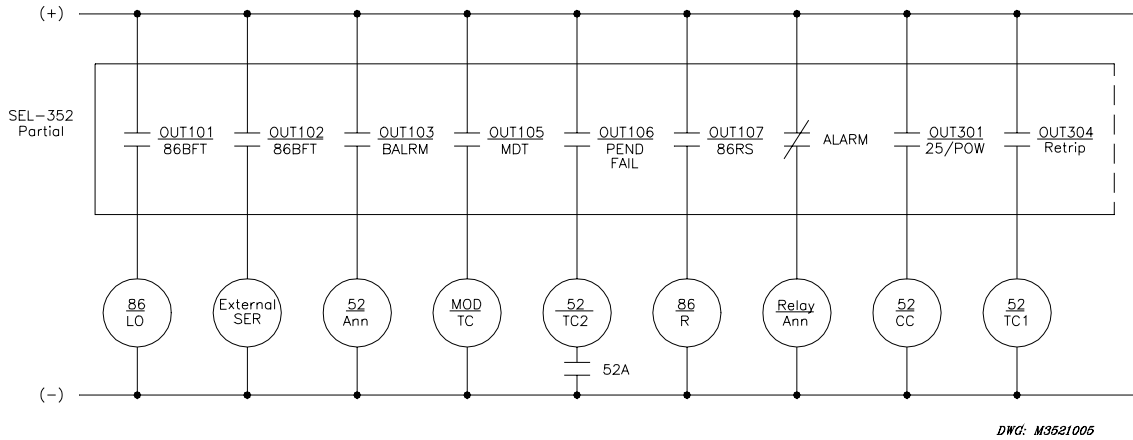 (+)
SEL-352
Partial
OUT101
86BFT
OUT102
86BFT
OUT103
BALRM
OUT105
MDT
OUT106
PEND
FAIL
OUT107
86RS
ALARM
OUT301
25/POW
OUT304
Retrip
86
LO
External
SER
52
Ann
MOD
TC
52
TC2
86
R
Relay
Ann
52
CC
52
TC1
52A
(-)
DWG: M3521005